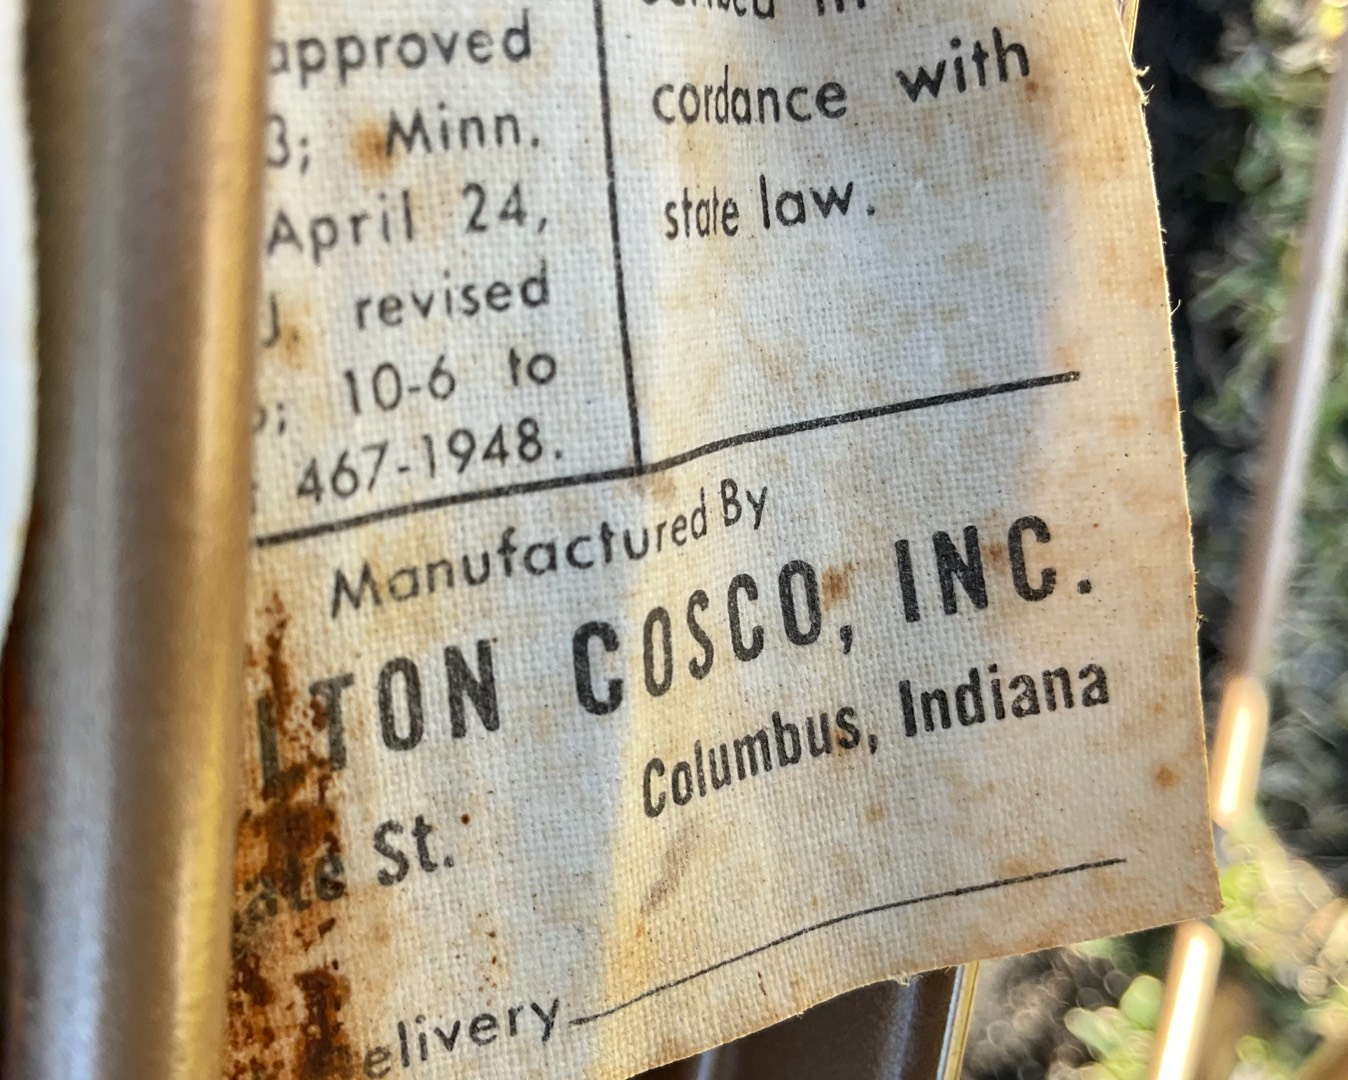 approved
3; Minn.
April 24,
J. revised
; 10-6 to
467-1948.
cordance with
state law.
Manufactured By
LTON COSCO, INC.
ate St.
Columbus, Indiana
elivery